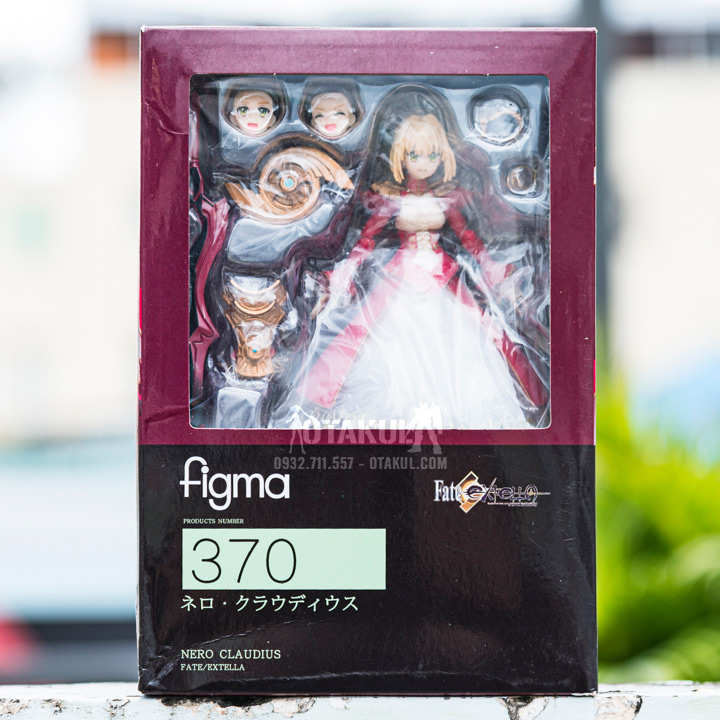 OTAKUL
0932.711.557 - OTAKUL.COM
figma
Fate/EXTELLA
PRODUCTS NUMBER
370
ネロ・クラウディウス
NERO CLAUDIUS
FATE/EXTELLA